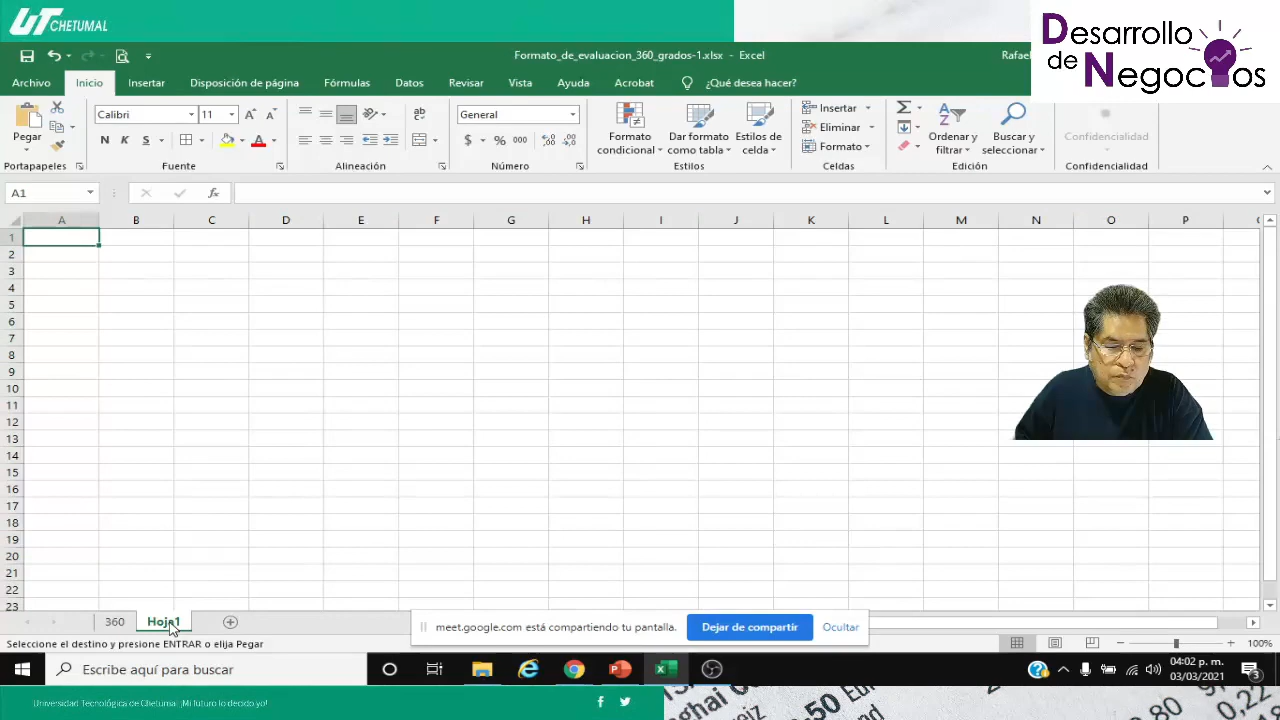 UT CHETUMAL
Desarrollo
de Negocios
Formato_de_evaluacion_360_grados-1.xlsx - Excel
Rafae
Archivo Inicio Insertar Disposición de página Fórmulas Datos Revisar Vista Ayuda Acrobat ¿Qué desea hacer?
Pegar
Calibri 11
N K S
General
$ % 000
Formato condicional
Dar formato como tabla
Estilos de celda
Insertar
Eliminar
Formato
Ordenar y filtrar
Buscar y seleccionar
Confidencialidad
Portapapeles Fuente Alineación Número Estilos Celdas Edición Confidencialidad
A1 fx
A B C D E F G H I J K L M N O P
1
2
3
4
5
6
7
8
9
10
11
12
13
14
15
16
17
18
19
20
21
22
23
360 Hoja1
meet.google.com está compartiendo tu pantalla. Dejar de compartir Ocultar
Seleccione el destino y presione ENTRAR o elija Pegar
100%
Escribe aquí para buscar
04:02 p. m.
03/03/2021
3
Universidad Tecnológica de Chetumal ¡Mi futuro lo decido yo!